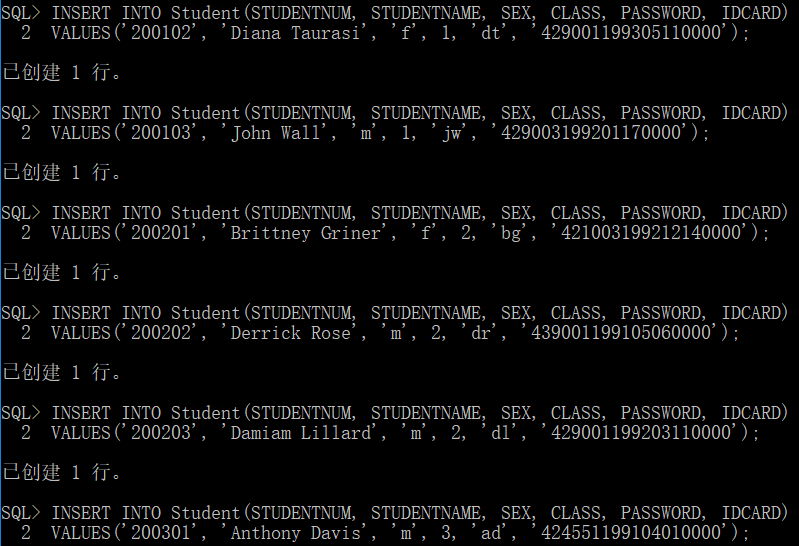 SQL> INSERT INTO Student(STUDENTNUM, STUDENTNAME, SEX, CLASS, PASSWORD, IDCARD)
2 VALUES('200102', 'Diana Taurasi', 'f', 1, 'dt', '429001199305110000');
已创建 1 行。
SQL> INSERT INTO Student(STUDENTNUM, STUDENTNAME, SEX, CLASS, PASSWORD, IDCARD)
2 VALUES('200103', 'John Wall', 'm', 1, 'jw', '429003199201170000');
已创建 1 行。
SQL> INSERT INTO Student(STUDENTNUM, STUDENTNAME, SEX, CLASS, PASSWORD, IDCARD)
2 VALUES('200201', 'Brittney Griner', 'f', 2, 'bg', '421003199212140000');
已创建 1 行。
SQL> INSERT INTO Student(STUDENTNUM, STUDENTNAME, SEX, CLASS, PASSWORD, IDCARD)
2 VALUES('200202', 'Derrick Rose', 'm', 2, 'dr', '439001199105060000');
已创建 1 行。
SQL> INSERT INTO Student(STUDENTNUM, STUDENTNAME, SEX, CLASS, PASSWORD, IDCARD)
2 VALUES('200203', 'Damiam Lillard', 'm', 2, 'dl', '429001199203110000');
已创建 1 行。
SQL> INSERT INTO Student(STUDENTNUM, STUDENTNAME, SEX, CLASS, PASSWORD, IDCARD)
2 VALUES('200301', 'Anthony Davis', 'm', 3, 'ad', '424551199104010000');